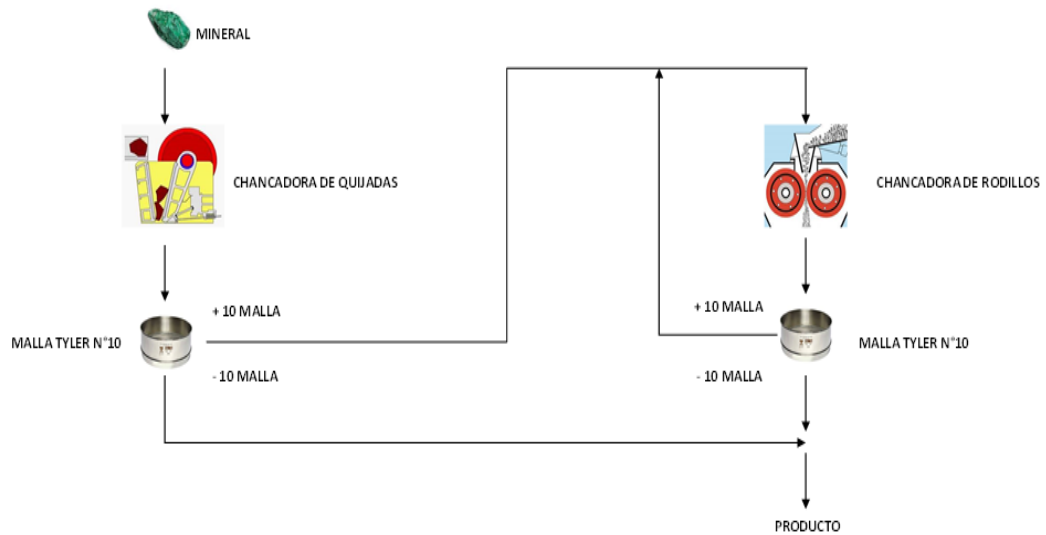 MINERAL
CHANCADORA DE QUIJADAS
CHANCADORA DE RODILLOS
+ 10 MALLA
+ 10 MALLA
MALLA TYLER N°10
MALLA TYLER N°10
- 10 MALLA
- 10 MALLA
PRODUCTO